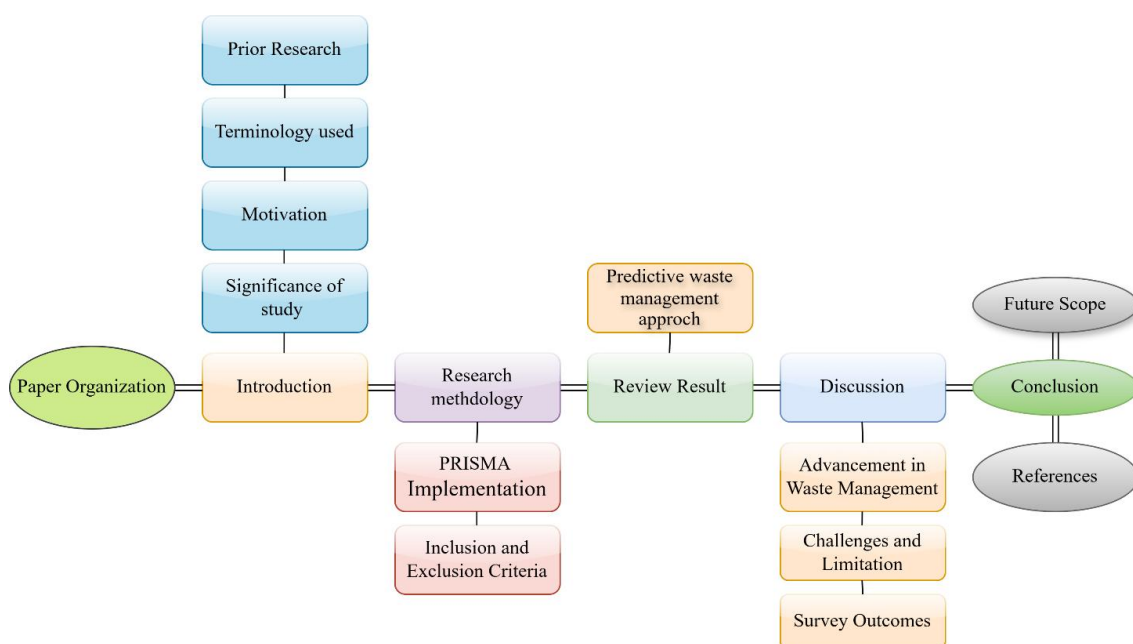 Prior Research
Terminology used
Motivation
Significance of
study
Paper Organization
Introduction
Research
methdology
PRISMA
Implementation
Inclusion and
Exclusion Criteria
Predictive waste
management
approch
Review Result
Discussion
Advancement in
Waste Management
Challenges and
Limitation
Survey Outcomes
Future Scope
Conclusion
References